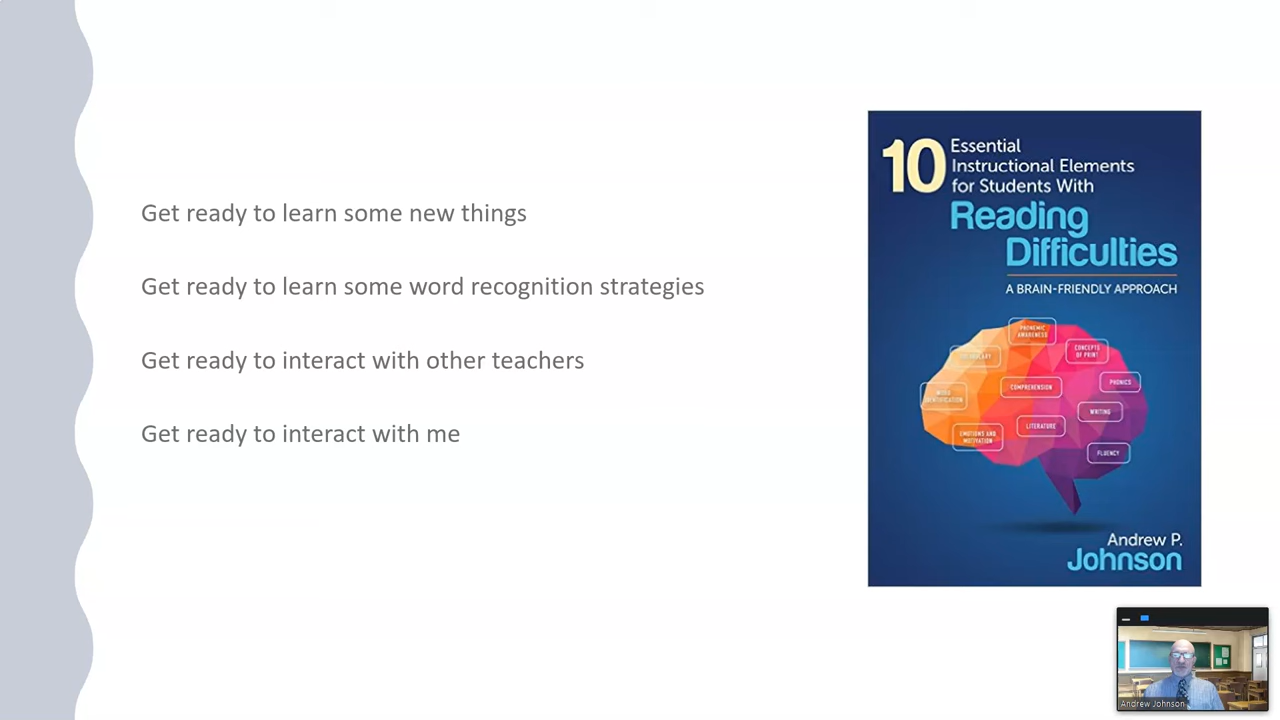 Get ready to learn some new things
Get ready to learn some word recognition strategies
Get ready to interact with other teachers
Get ready to interact with me
10 Essential
Instructional Elements
for Students With
Reading
Difficulties
A BRAIN-FRIENDLY APPROACH
PHONEMIC
AWARENESS
VOCABULARY
CONCEPTS
OF PRINT
COMPREHENSION
PHONICS
WORD
IDENTIFICATION
WRITING
LITERATURE
EMOTIONS AND
MOTIVATION
FLUENCY
Andrew P.
Johnson
Andrew Johnson